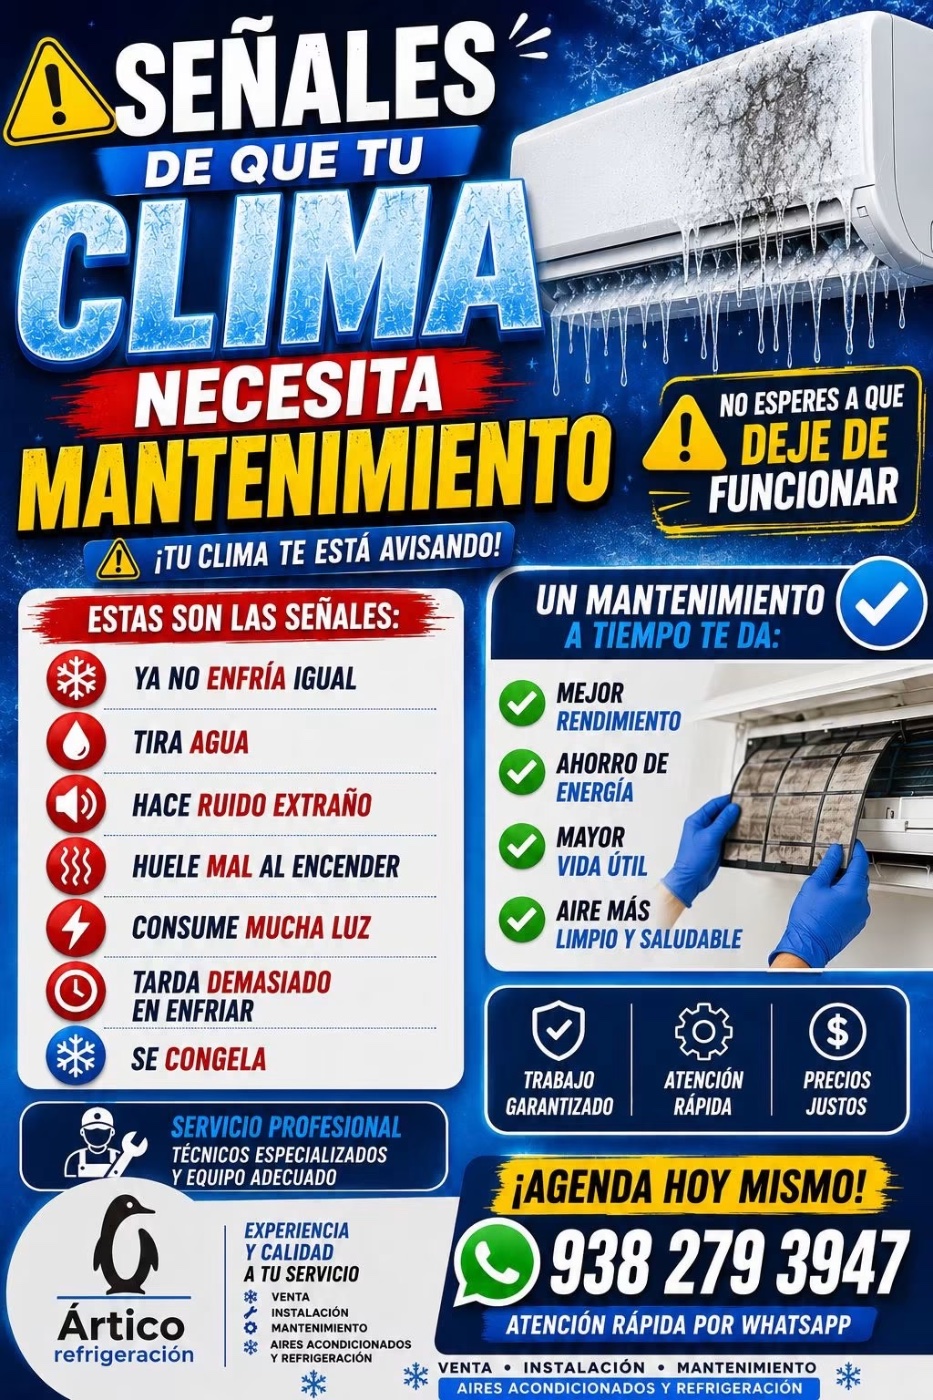 SEÑALES
DE QUE TU
CLIMA
NECESITA
MANTENIMIENTO
¡TU CLIMA TE ESTÁ AVISANDO!
NO ESPERES A QUE
DEJE DE
FUNCIONAR
ESTAS SON LAS SEÑALES:
YA NO ENFRÍA IGUAL
TIRA AGUA
HACE RUIDO EXTRAÑO
HUELE MAL AL ENCENDER
CONSUME MUCHA LUZ
TARDA DEMASIADO
EN ENFRIAR
SE CONGELA
UN MANTENIMIENTO
A TIEMPO TE DA:
MEJOR
RENDIMIENTO
AHORRO DE
ENERGÍA
MAYOR
VIDA ÚTIL
AIRE MÁS
LIMPIO Y SALUDABLE
TRABAJO
GARANTIZADO
ATENCIÓN
RÁPIDA
PRECIOS
JUSTOS
SERVICIO PROFESIONAL
TÉCNICOS ESPECIALIZADOS
Y EQUIPO ADECUADO
Ártico
refrigeración
EXPERIENCIA
Y CALIDAD
A TU SERVICIO
VENTA
INSTALACIÓN
MANTENIMIENTO
AIRES ACONDICIONADOS
Y REFRIGERACIÓN
¡AGENDA HOY MISMO!
938 279 3947
ATENCIÓN RÁPIDA POR WHATSAPP
VENTA • INSTALACIÓN • MANTENIMIENTO
AIRES ACONDICIONADOS Y REFRIGERACIÓN